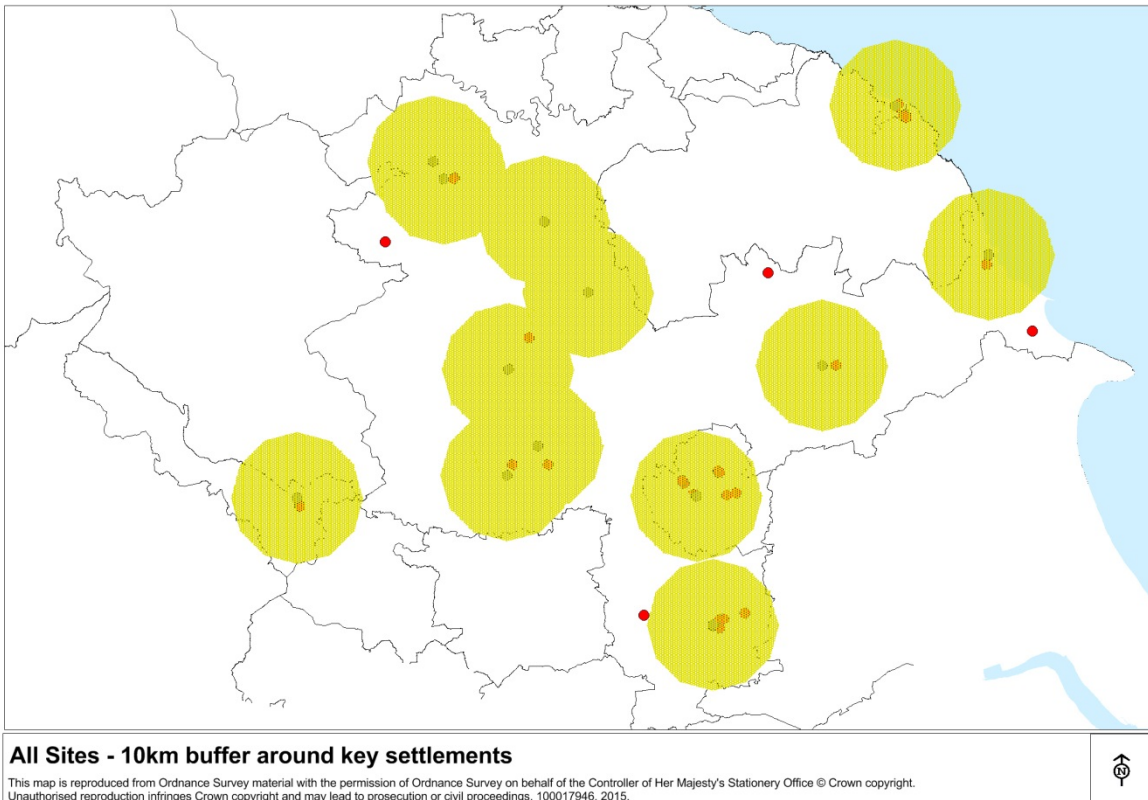 All Sites - 10km buffer around key settlements
This map is reproduced from Ordnance Survey material with the permission of Ordnance Survey on behalf of the Controller of Her Majesty's Stationery Office © Crown copyright.
Unauthorised reproduction infringes Crown copyright and may lead to prosecution or civil proceedings. 100017946, 2015.
N